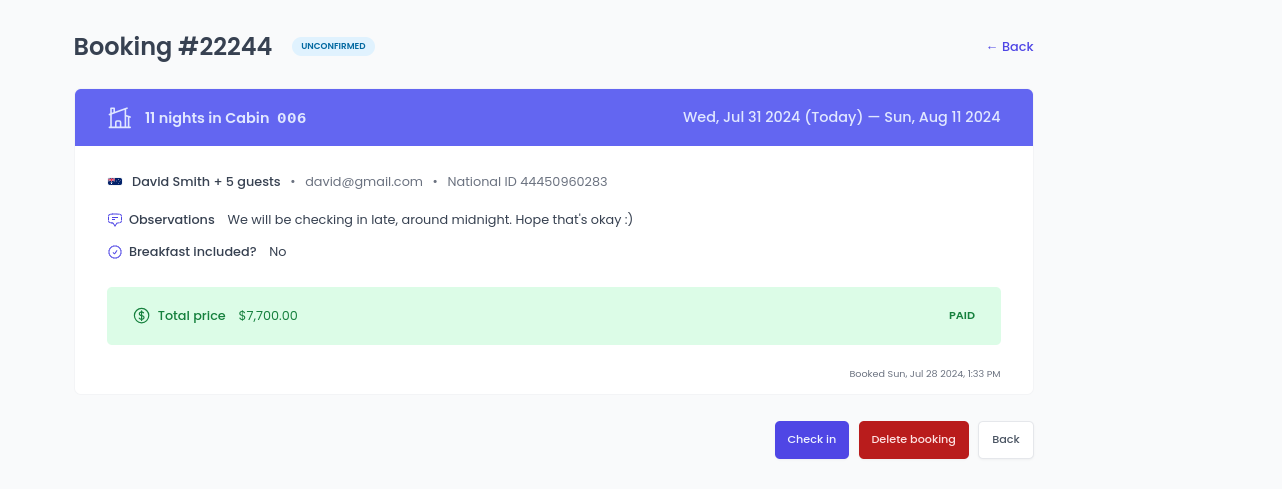 Booking #22244 UNCONFIRMED ← Back
11 nights in Cabin 006 Wed, Jul 31 2024 (Today) — Sun, Aug 11 2024
David Smith + 5 guests • david@gmail.com • National ID 44450960283
Observations We will be checking in late, around midnight. Hope that's okay :)
Breakfast included? No
Total price $7,700.00 PAID
Booked Sun, Jul 28 2024, 1:33 PM
Check in Delete booking Back